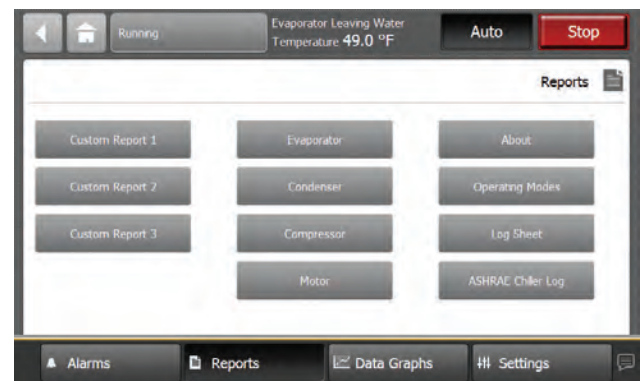 Running
Evaporator Leaving Water
Temperature 49.0 °F
Auto
Stop
Reports
Custom Report 1
Evaporator
About
Custom Report 2
Condenser
Operating Modes
Custom Report 3
Compressor
Log Sheet
Motor
ASHRAE Chiller Log
Alarms
Reports
Data Graphs
Settings